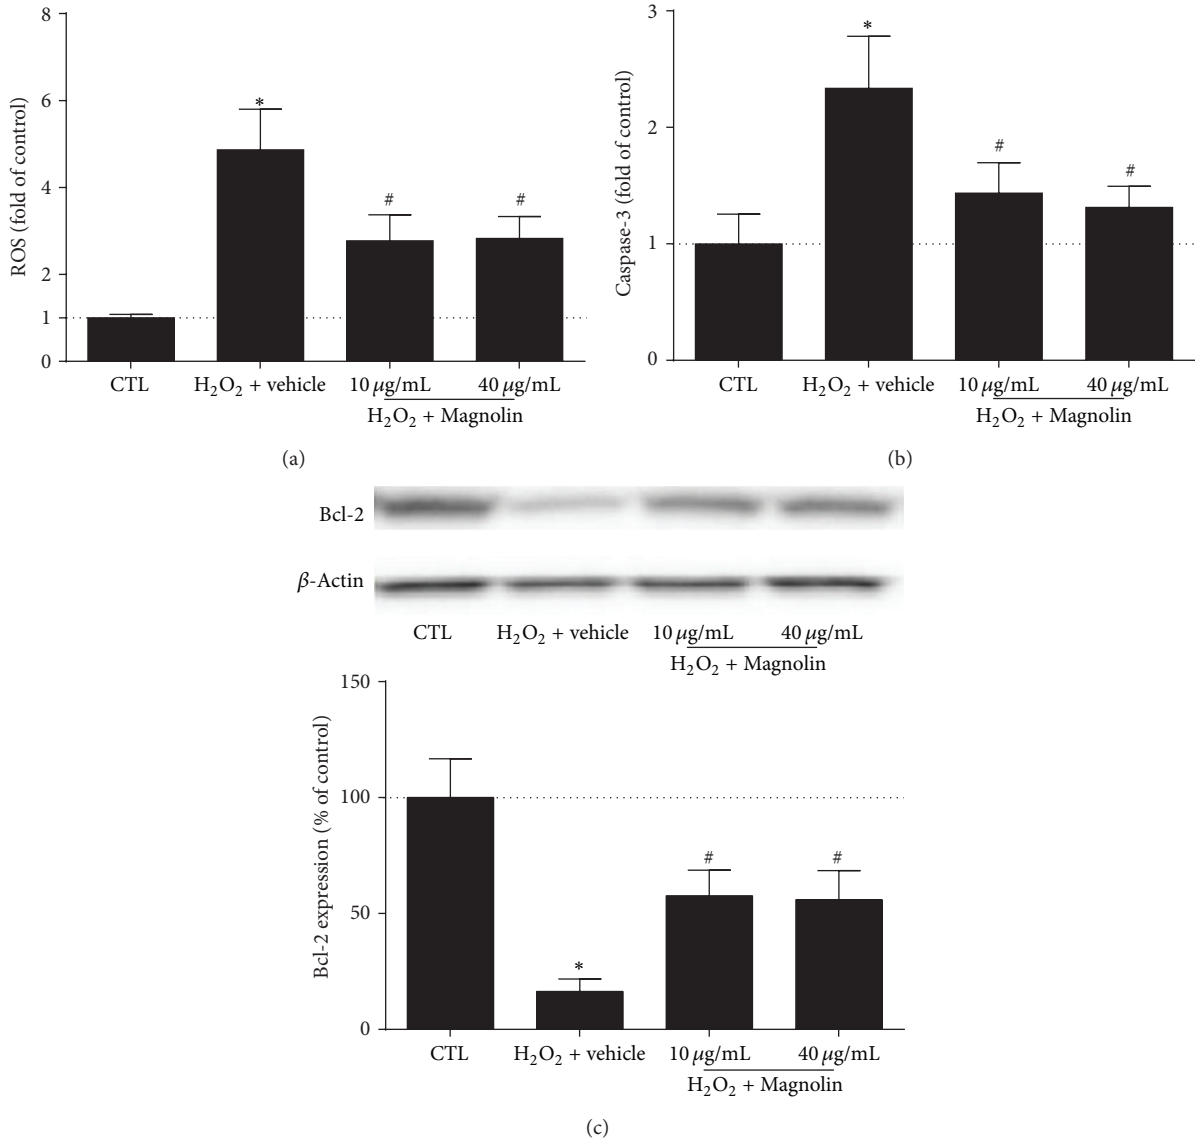 8
6
4
2
1
0
ROS (fold of control)
*
#
#
CTL
H₂O₂ + vehicle
10 μg/mL
40 μg/mL
H₂O₂ + Magnolin
(a)
3
2
1
0
Caspase-3 (fold of control)
*
#
#
CTL
H₂O₂ + vehicle
10 μg/mL
40 μg/mL
H₂O₂ + Magnolin
(b)
Bcl-2
β-Actin
CTL
H₂O₂ + vehicle
10 μg/mL
40 μg/mL
H₂O₂ + Magnolin
150
100
50
0
Bcl-2 expression (% of control)
*
#
#
CTL
H₂O₂ + vehicle
10 μg/mL
40 μg/mL
H₂O₂ + Magnolin
(c)